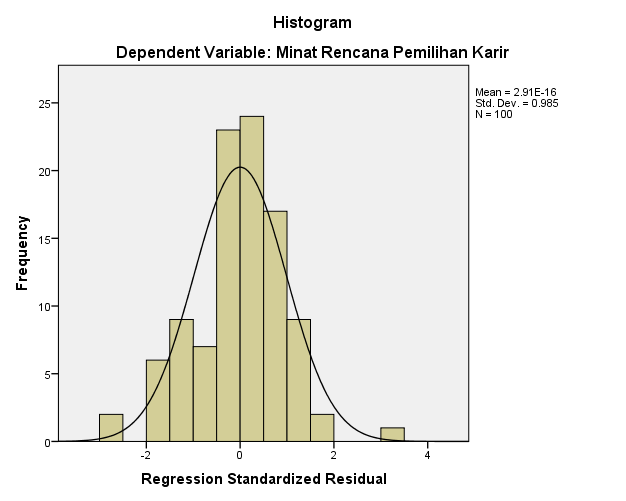 Histogram
Dependent Variable: Minat Rencana Pemilihan Karir
Mean = 2.91E-16
Std. Dev. = 0.985
N = 100
Frequency
25
20
15
10
5
0
-2
0
2
4
Regression Standardized Residual